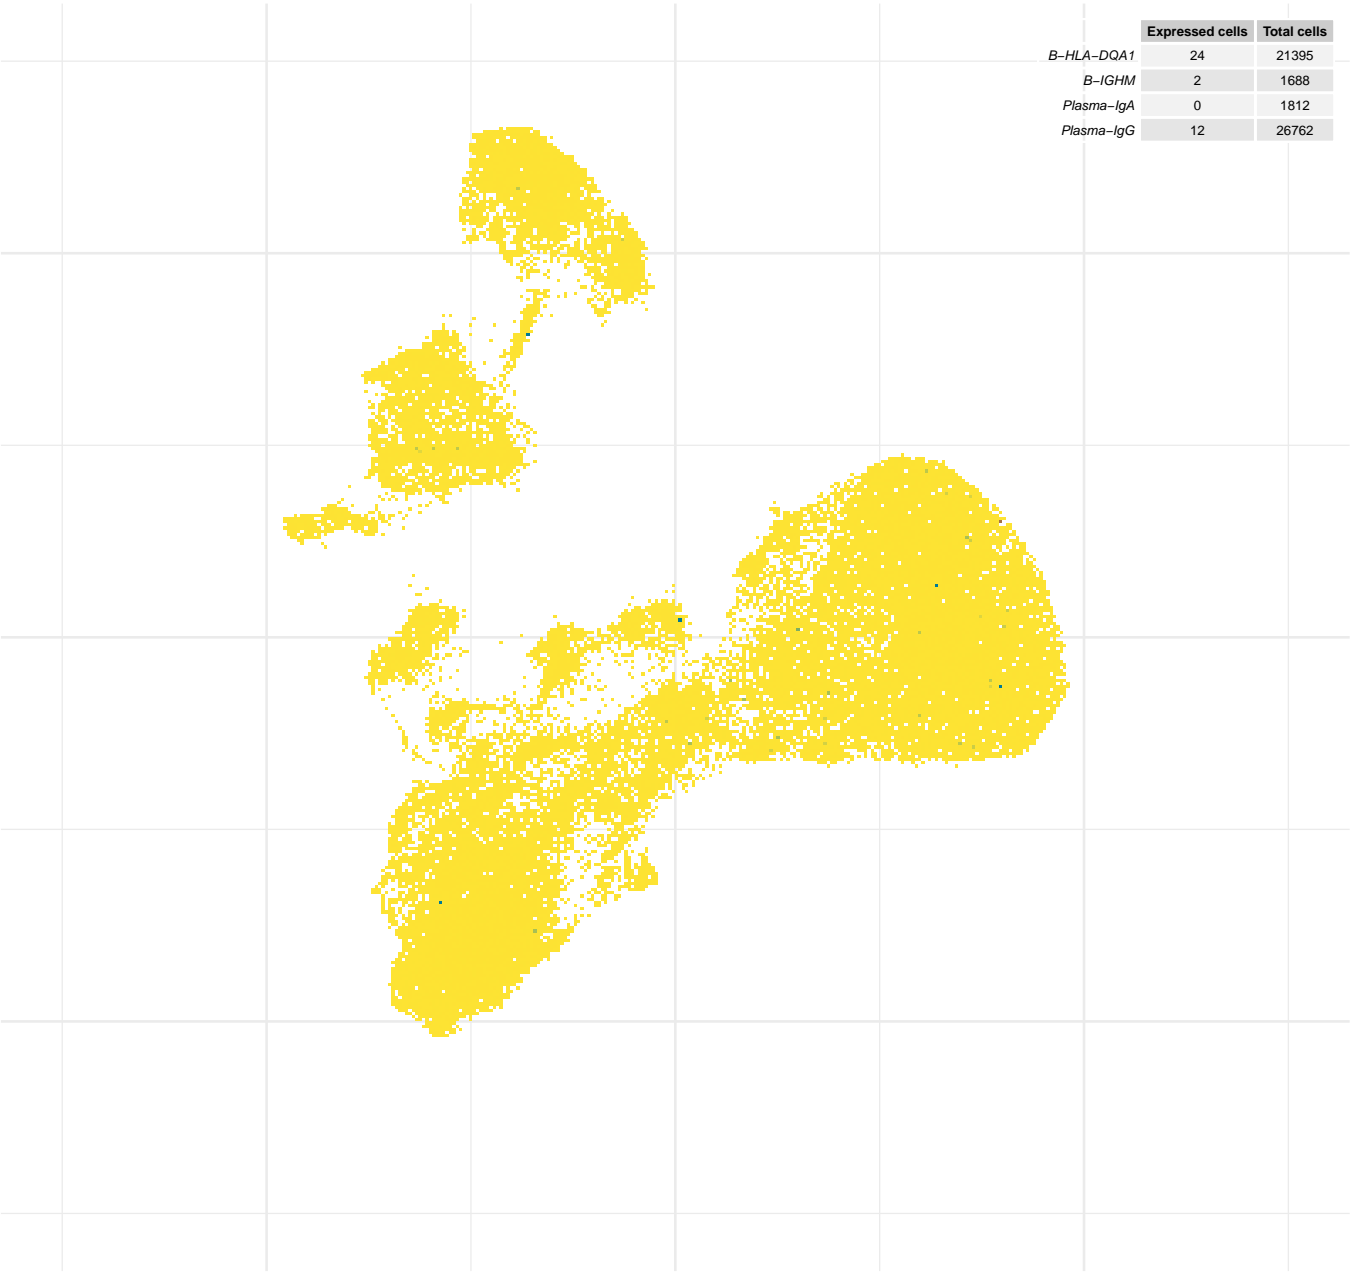 Expressed cells Total cells
B−HLA−DQA1 24 21395
B−IGHM 2 1688
Plasma−IgA 0 1812
Plasma−IgG 12 26762